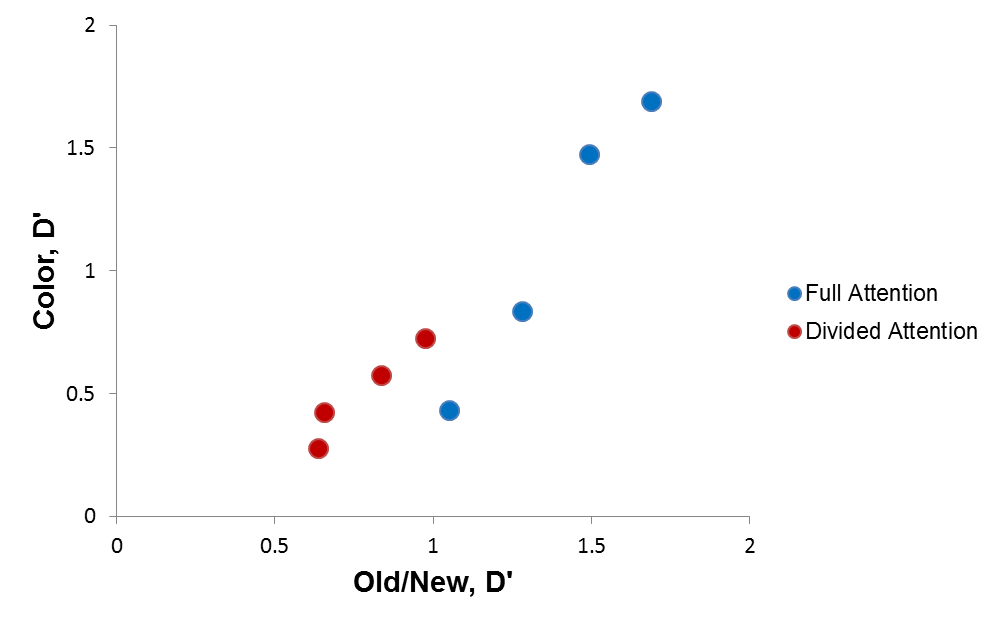 2
1.5
1
0.5
0
0
0.5
1
1.5
2
Color, D'
Old/New, D'
Full Attention
Divided Attention